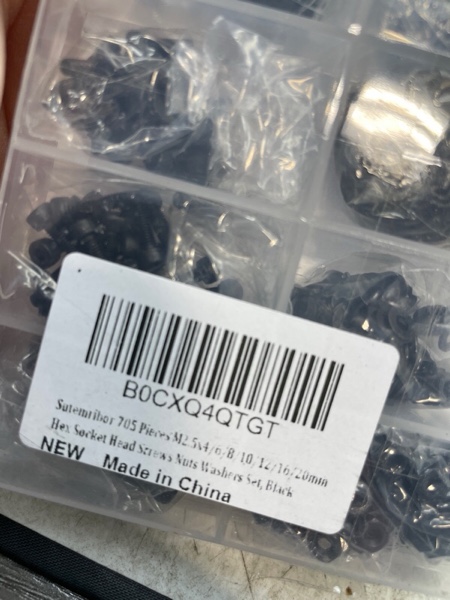 B0CXQ4QTGT
Sutemribor 705 Pieces M2.5x4/6/8/10/12/16/20mm
Hex Socket Head Screws Nuts Washers Set, Black
NEW Made in China